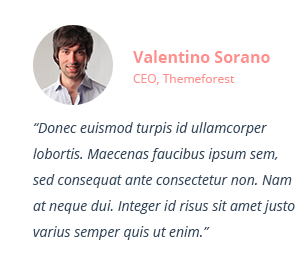 Valentino Sorano
CEO, Themeforest
“Donec euismod turpis id ullamcorper
lobortis. Maecenas faucibus ipsum sem,
sed consequat ante consectetur non. Nam
at neque dui. Integer id risus sit amet justo
varius semper quis ut enim.”